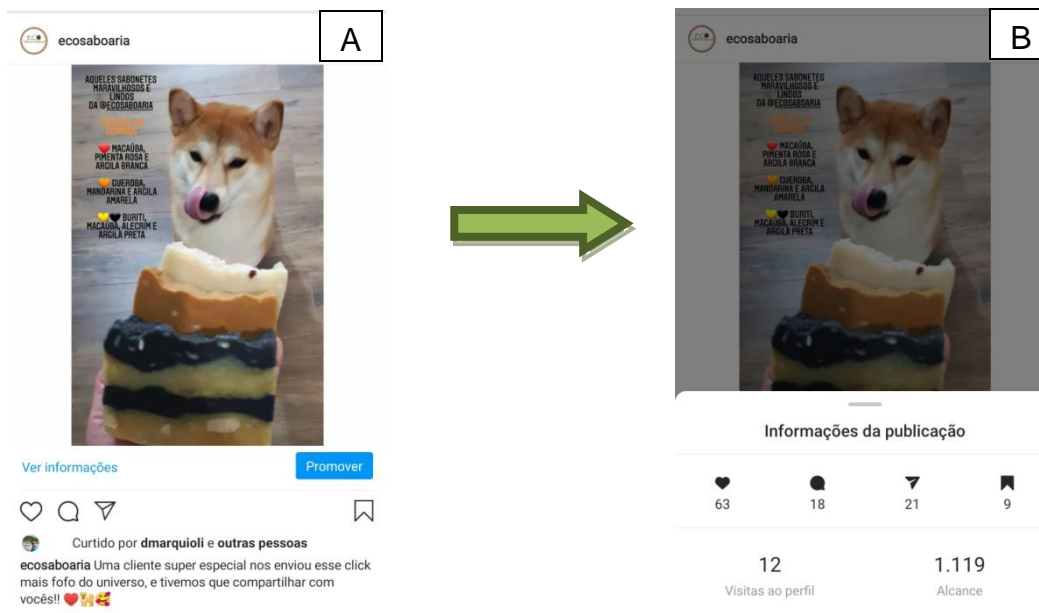 A
ecosaboaria
AQUELES SABONETES
MARAVILHOSOS E
LINDOS
DA @ECOSABOARIA
❤️ MACAÚBA,
PIMENTA ROSA E
ARGILA BRANCA
🧡 GUEROBA,
MANDARINA E ARGILA
AMARELA
💛🖤 BURITI,
MACAÚBA, ALECRIM E
ARGILA PRETA
Ver informações
Promover
Curtido por dmarquioli e outras pessoas
ecosaboaria Uma cliente super especial nos enviou esse click
mais fofo do universo, e tivemos que compartilhar com
vocês!! ❤️🐕🥰
B
ecosaboaria
AQUELES SABONETES
MARAVILHOSOS E
LINDOS
DA @ECOSABOARIA
❤️ MACAÚBA,
PIMENTA ROSA E
ARGILA BRANCA
🧡 GUEROBA,
MANDARINA E ARGILA
AMARELA
💛🖤 BURITI,
MACAÚBA, ALECRIM E
ARGILA PRETA
Informações da publicação
63 18 21 9
12 1.119
Visitas ao perfil Alcance